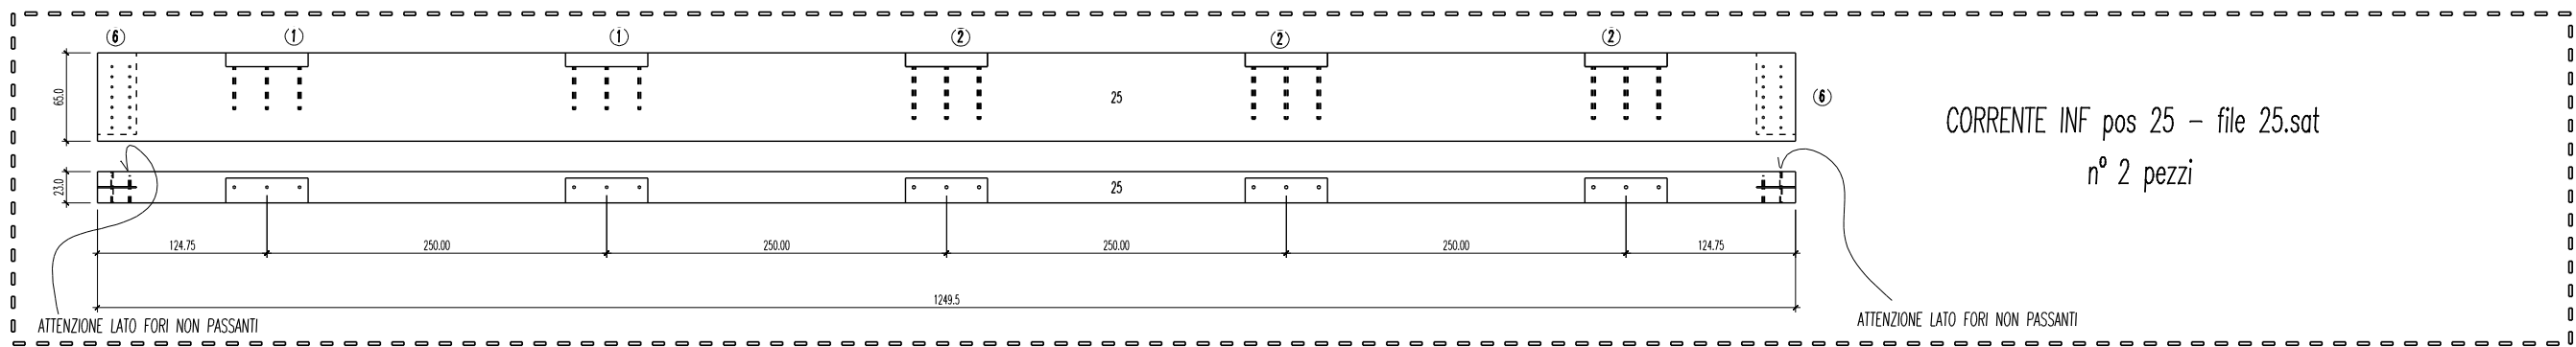 6 1 1 2 2 2
65.0
25
6
CORRENTE INF pos 25 - file 25.sat
n° 2 pezzi
23.0
25
124.75 250.00 250.00 250.00 250.00 124.75
1249.5
ATTENZIONE LATO FORI NON PASSANTI
ATTENZIONE LATO FORI NON PASSANTI